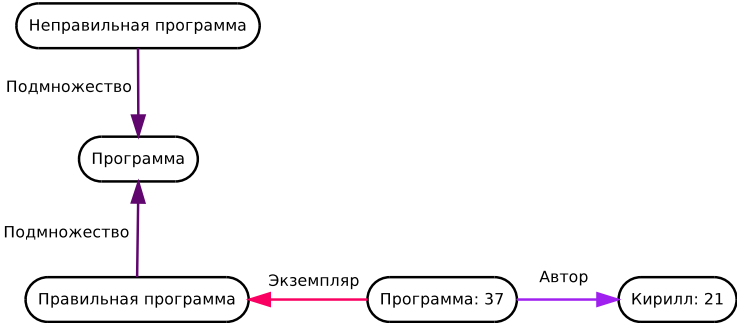 Неправильная программа
Подмножество
Программа
Подмножество
Экземпляр
Автор
Правильная программа
Программа: 37
Кирилл: 21